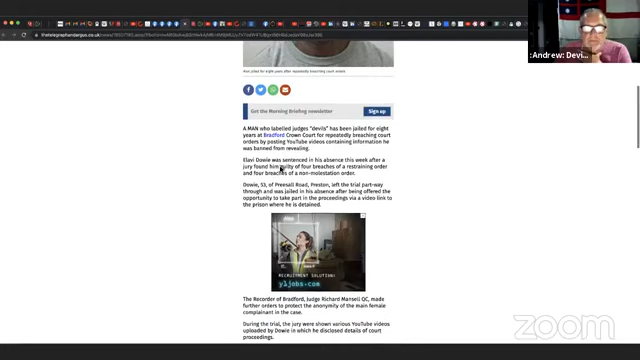 thetelegraphandargus.co.uk
man jailed for eight years after repeatedly breaching court orders
Get the Morning Briefing newsletter
Sign up
A MAN who labelled judges "devils" has been jailed for eight
years at Bradford Crown Court for repeatedly breaching court
orders by posting YouTube videos containing information he
was banned from revealing.
Elavi Dowie was sentenced in his absence this week after a
jury found him guilty of four breaches of a restraining order
and four breaches of a non-molestation order.
Dowie, 53, of Preesall Road, Preston, left the trial part-way
through and was jailed in his absence after being offered the
opportunity to take part in the proceedings via a video link to
the prison where he is detained.
RECRUITMENT SOLUTION:
y1jobs-com
The Recorder of Bradford, Judge Richard Mansell QC, made
further orders to protect the anonymity of the main female
complainant in the case.
During the trial, the jury were shown various YouTube videos
uploaded by Dowie in which he disclosed details of court
proceedings.
: Andrew: Devi...
zoom